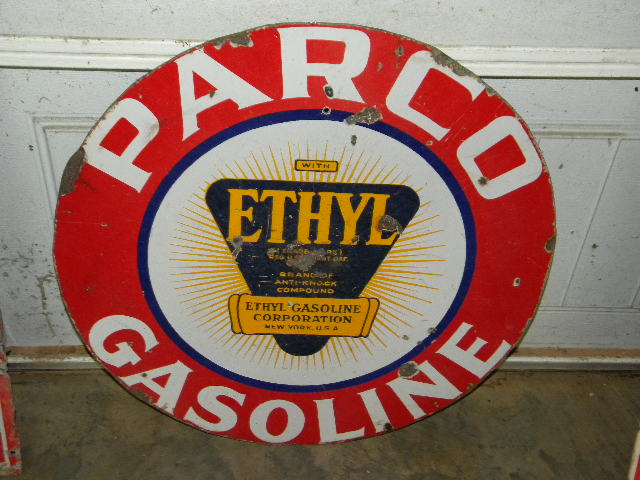 PARCO
WITH
ETHYL
BRAND OF
ANTI-KNOCK
COMPOUND
ETHYL GASOLINE
CORPORATION
NEW YORK, U.S.A.
GASOLINE